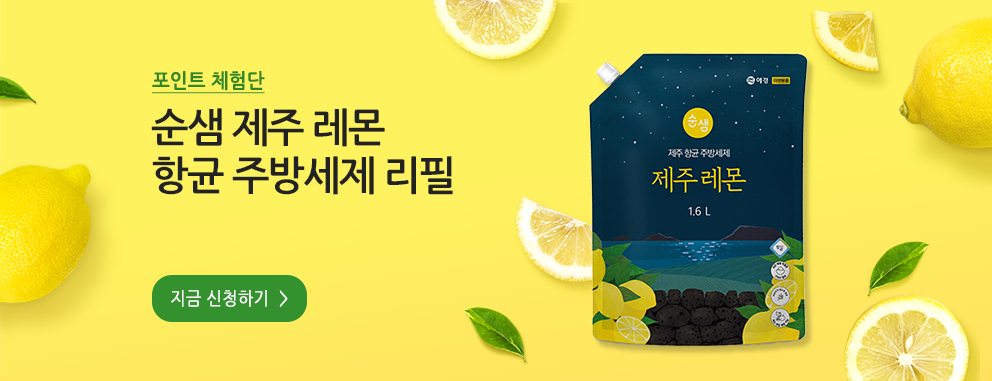 포인트 체험단
순샘 제주 레몬
항균 주방세제 리필
지금 신청하기 >
애경
순샘
제주 항균 주방세제
제주 레몬
1.6 L